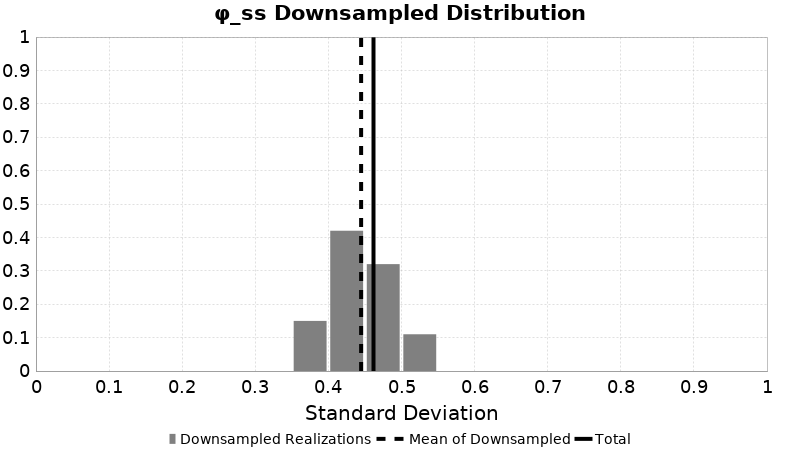 φ_ss Downsampled Distribution
1
0.9
0.8
0.7
0.6
0.5
0.4
0.3
0.2
0.1
0
0 0.1 0.2 0.3 0.4 0.5 0.6 0.7 0.8 0.9 1
Standard Deviation
Downsampled Realizations Mean of Downsampled Total